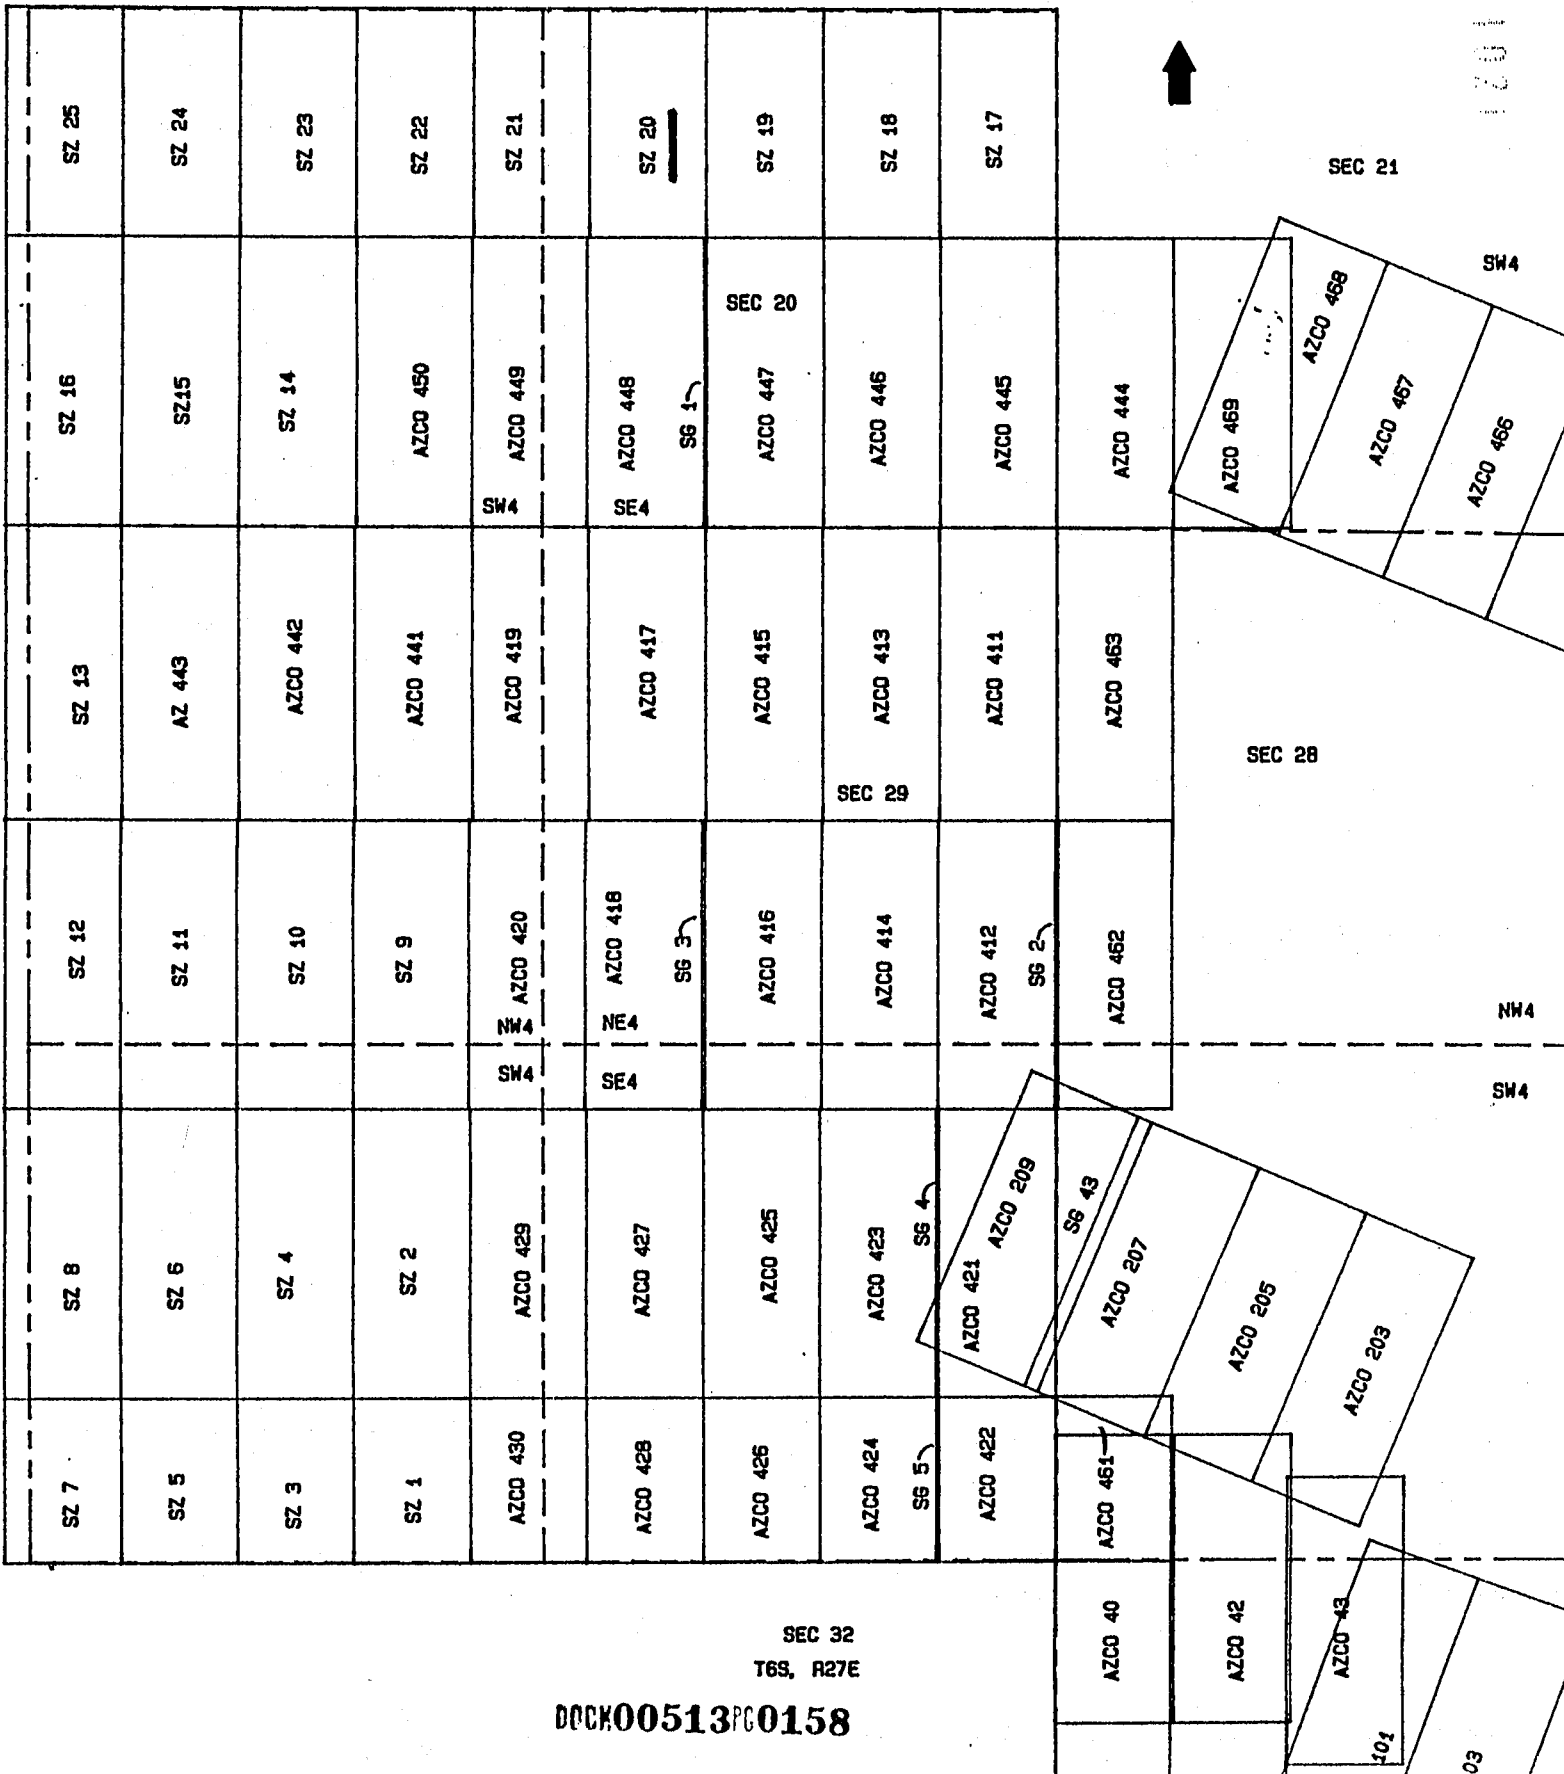 SZ 25
SZ 24
SZ 23
SZ 22
SZ 21
SZ 20
SZ 19
SZ 18
SZ 17
SEC 21
SW4
SZ 16
SZ15
SZ 14
AZCO 450
AZCO 449
AZCO 448
SG 1
SEC 20
AZCO 447
AZCO 446
AZCO 445
AZCO 444
AZCO 469
AZCO 468
AZCO 467
AZCO 466
SW4
SE4
SZ 13
AZ 443
AZCO 442
AZCO 441
AZCO 419
AZCO 417
AZCO 415
AZCO 413
AZCO 411
AZCO 463
SEC 28
SEC 29
SZ 12
SZ 11
SZ 10
SZ 9
AZCO 420
AZCO 418
SG 3
AZCO 416
AZCO 414
AZCO 412
SG 2
AZCO 462
NW4
NE4
NW4
SW4
SE4
SW4
SZ 8
SZ 6
SZ 4
SZ 2
AZCO 429
AZCO 427
AZCO 425
AZCO 423
SG 4
AZCO 421
AZCO 209
SG 43
AZCO 207
AZCO 205
AZCO 203
SZ 7
SZ 5
SZ 3
SZ 1
AZCO 430
AZCO 428
AZCO 426
AZCO 424
SG 5
AZCO 422
AZCO 461
AZCO 40
AZCO 42
AZCO 43
101
03
SEC 32
T6S, R27E
DOCK00513PG0158